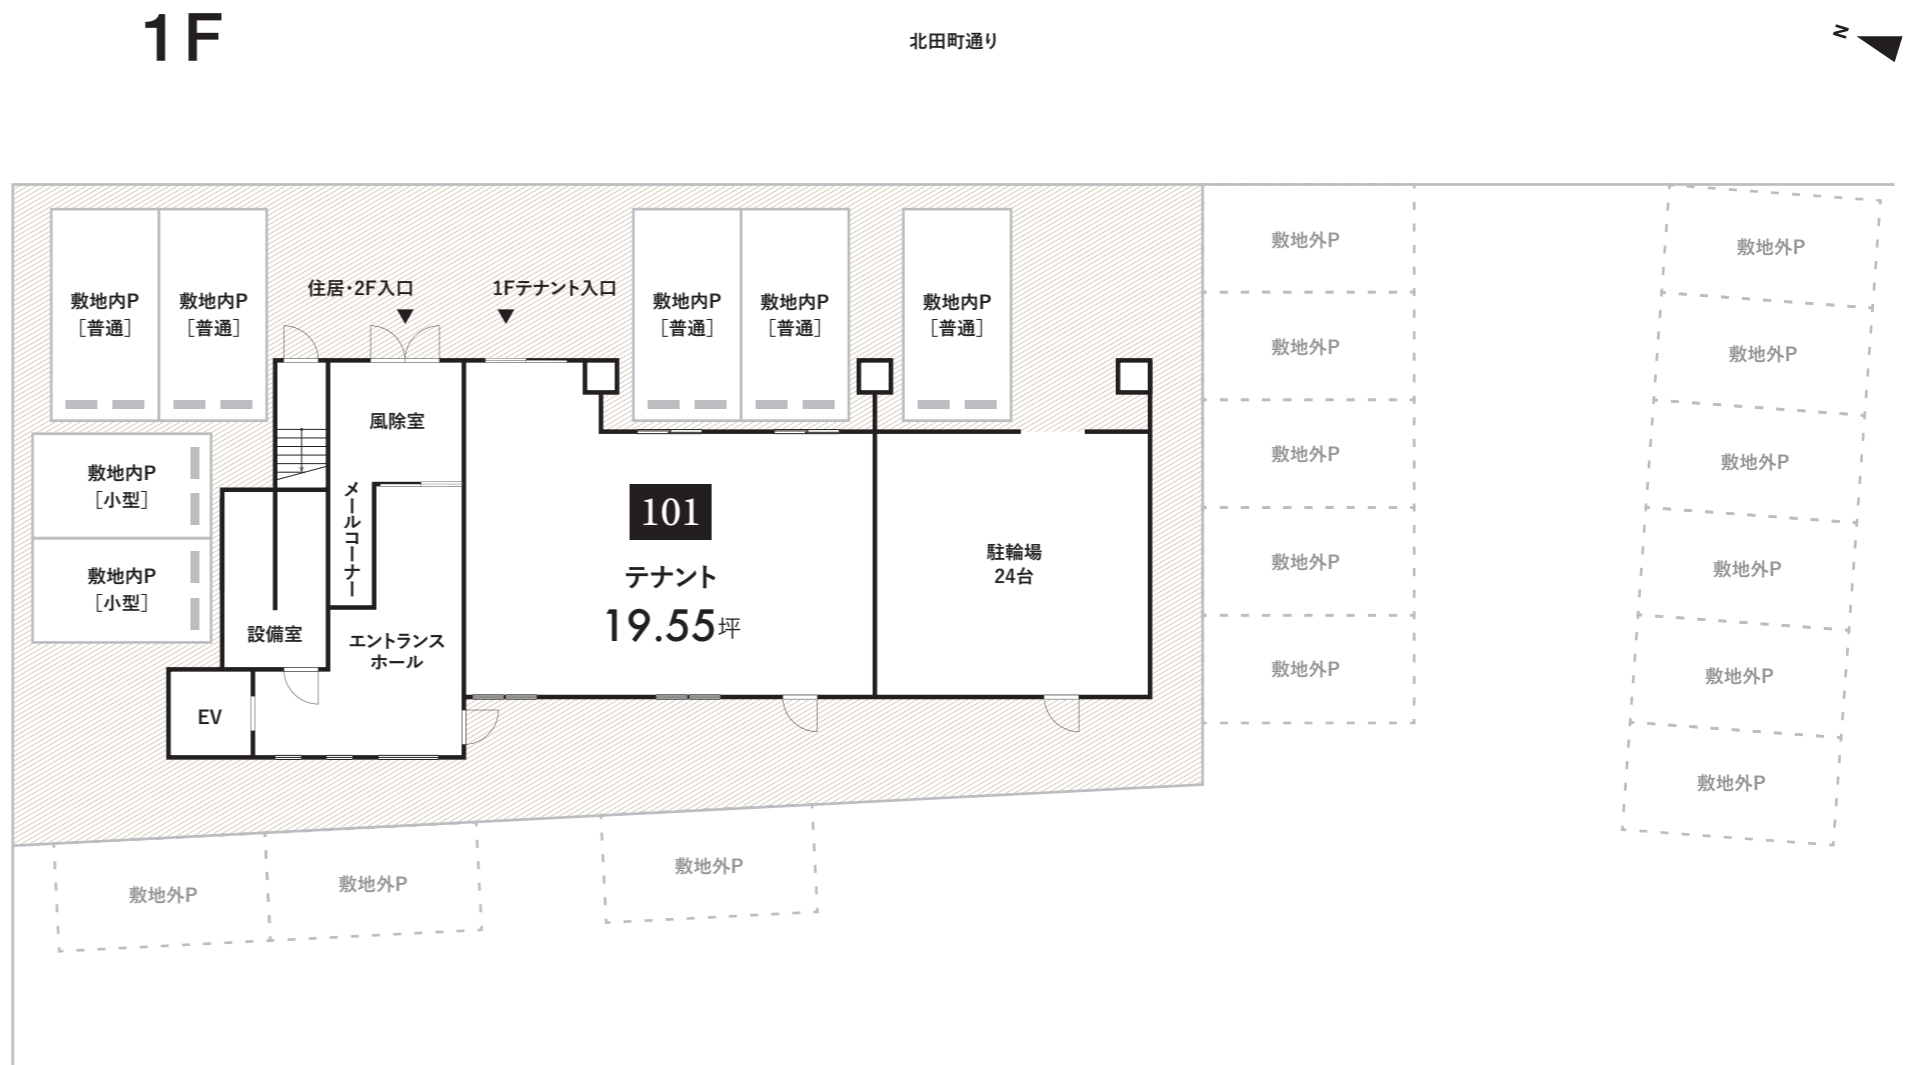 1F
北田町通り
N
敷地内P
［普通］
敷地内P
［普通］
住居・2F入口
1Fテナント入口
敷地内P
［普通］
敷地内P
［普通］
敷地内P
［普通］
敷地内P
［小型］
敷地内P
［小型］
風除室
メールコーナー
設備室
エントランス
ホール
EV
101
テナント
19.55坪
駐輪場
24台
敷地外P
敷地外P
敷地外P
敷地外P
敷地外P
敷地外P
敷地外P
敷地外P
敷地外P
敷地外P
敷地外P
敷地外P
敷地外P
敷地外P